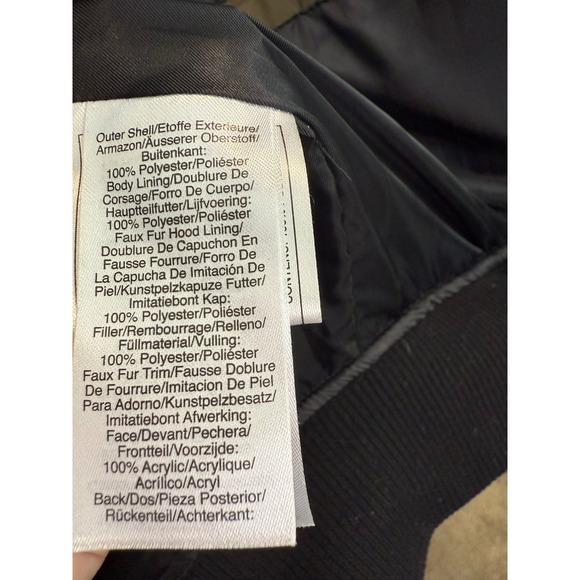 Outer Shell/Etoffe Exterieure/
Armazon/Äusserer Oberstoff/
Buitenkant:
100% Polyester/Poliéster
Body Lining/Doublure De
Corsage/Forro De Cuerpo/
Hauptteilfutter/Lijfvoering:
100% Polyester/Poliéster
Faux Fur Hood Lining/
Doublure De Capuchon En
Fausse Fourrure/Forro De
La Capucha De Imitación De
Piel/Kunstpelzkapuze Futter/
Imitatiebont Kap:
100% Polyester/Poliéster
Filler/Rembourrage/Relleno/
Füllmaterial/Vulling:
100% Polyester/Poliéster
Faux Fur Trim/Fausse Doblure
De Fourrure/Imitacion De Piel
Para Adorno/Kunstpelzbesatz/
Imitatiebont Afwerking:
Face/Devant/Pechera/
Frontteil/Voorzijde:
100% Acrylic/Acrylique/
Acrílico/Acryl
Back/Dos/Pieza Posterior/
Rückenteil/Achterkant: